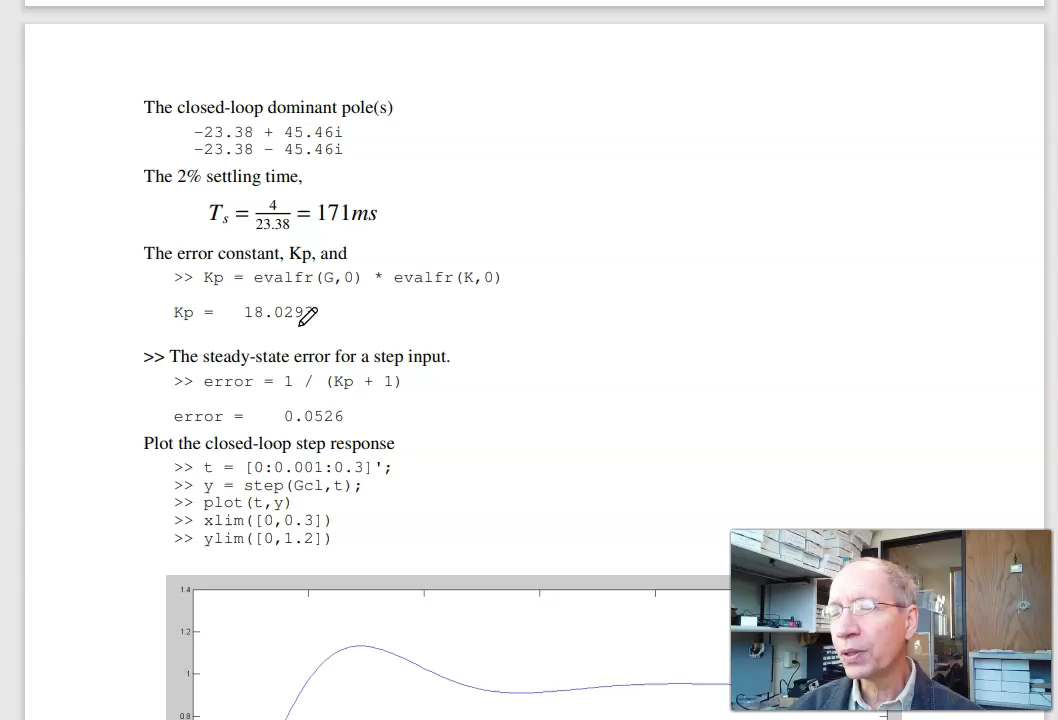 The closed-loop dominant pole(s)
-23.38 + 45.46i
-23.38 - 45.46i
The 2% settling time,
T_s = 4/23.38 = 171ms
The error constant, Kp, and
>> Kp = evalfr(G,0) * evalfr(K,0)
Kp =   18.029
>> The steady-state error for a step input.
>> error = 1 / (Kp + 1)
error =    0.0526
Plot the closed-loop step response
>> t = [0:0.001:0.3]';
>> y = step(Gcl,t);
>> plot(t,y)
>> xlim([0,0.3])
>> ylim([0,1.2])
1.4
1.2
1
0.8